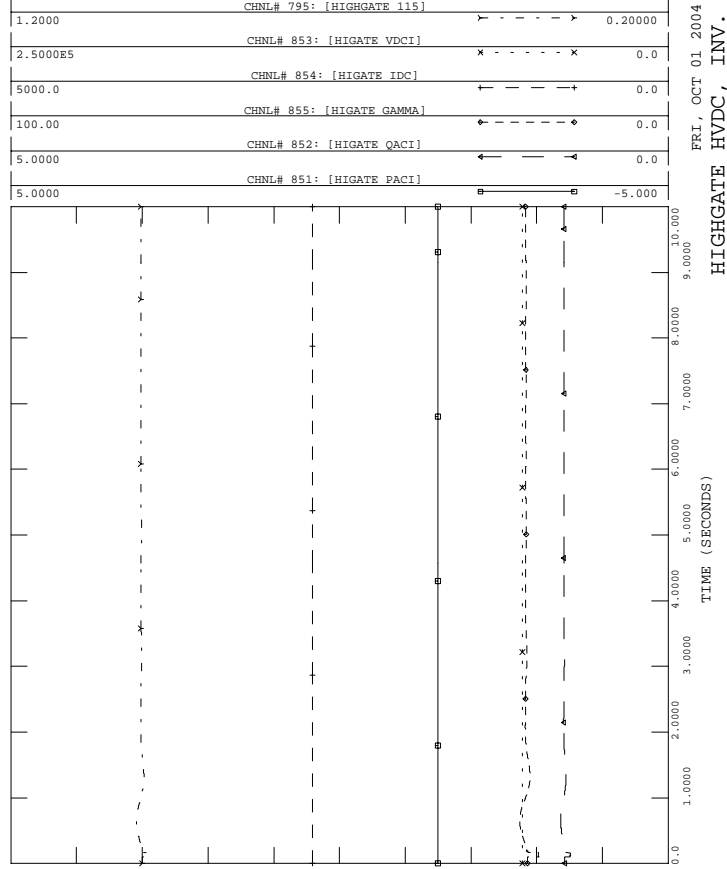 CHNL# 795: [HIGHGATE 115]
1.2000 0.20000
CHNL# 853: [HIGATE VDCI]
2.5000E5 0.0
CHNL# 854: [HIGATE IDC]
5000.0 0.0
CHNL# 855: [HIGATE GAMMA]
100.00 0.0
CHNL# 852: [HIGATE QACI]
5.0000 0.0
CHNL# 851: [HIGATE PACI]
5.0000 -5.000
FRI, OCT 01 2004
HIGHGATE HVDC, INV.
0.0
1.0000
2.0000
3.0000
4.0000
5.0000
6.0000
7.0000
8.0000
9.0000
10.000
TIME (SECONDS)